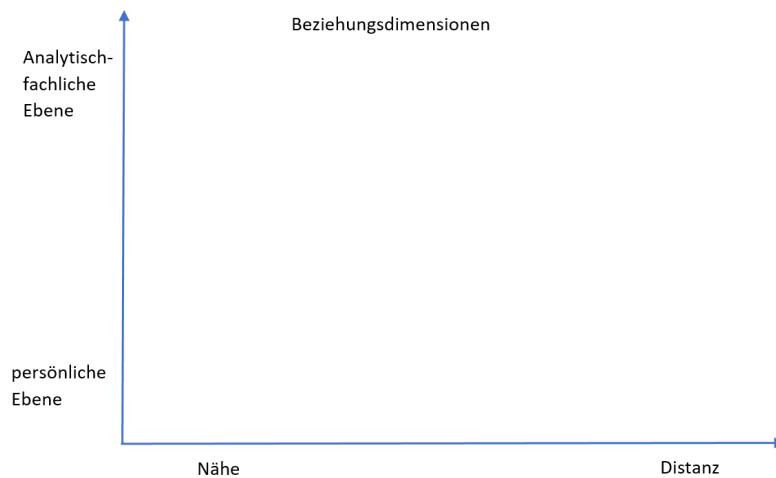 Beziehungsdimensionen
Analytisch-
fachliche
Ebene
persönliche
Ebene
Nähe
Distanz